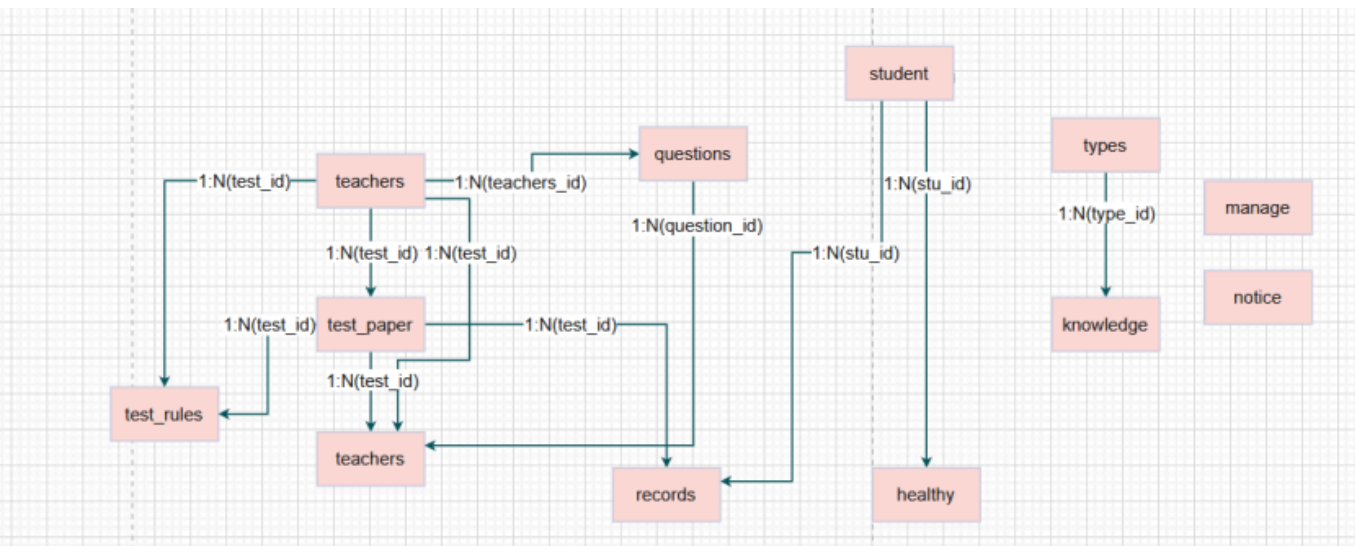 student
types
questions
1:N(test_id)
teachers
1:N(teachers_id)
1:N(stu_id)
manage
1:N(type_id)
1:N(question_id)
1:N(test_id)
1:N(test_id)
1:N(stu_id)
notice
1:N(test_id)
test_paper
1:N(test_id)
knowledge
1:N(test_id)
test_rules
teachers
records
healthy